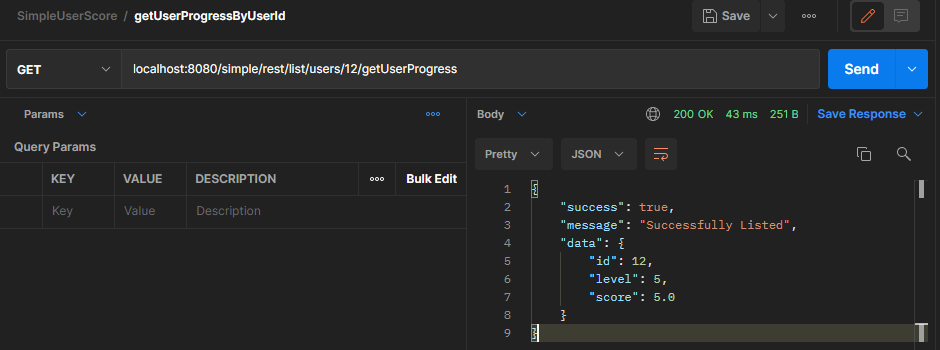 SimpleUserScore / getUserProgressByUserId
Save
GET
localhost:8080/simple/rest/list/users/12/getUserProgress
Send
Params
Body
200 OK 43 ms 251 B Save Response
Query Params
Pretty JSON
KEY VALUE DESCRIPTION Bulk Edit
Key Value Description
1 {
2 "success": true,
3 "message": "Successfully Listed",
4 "data": {
5 "id": 12,
6 "level": 5,
7 "score": 5.0
8 }
9 }